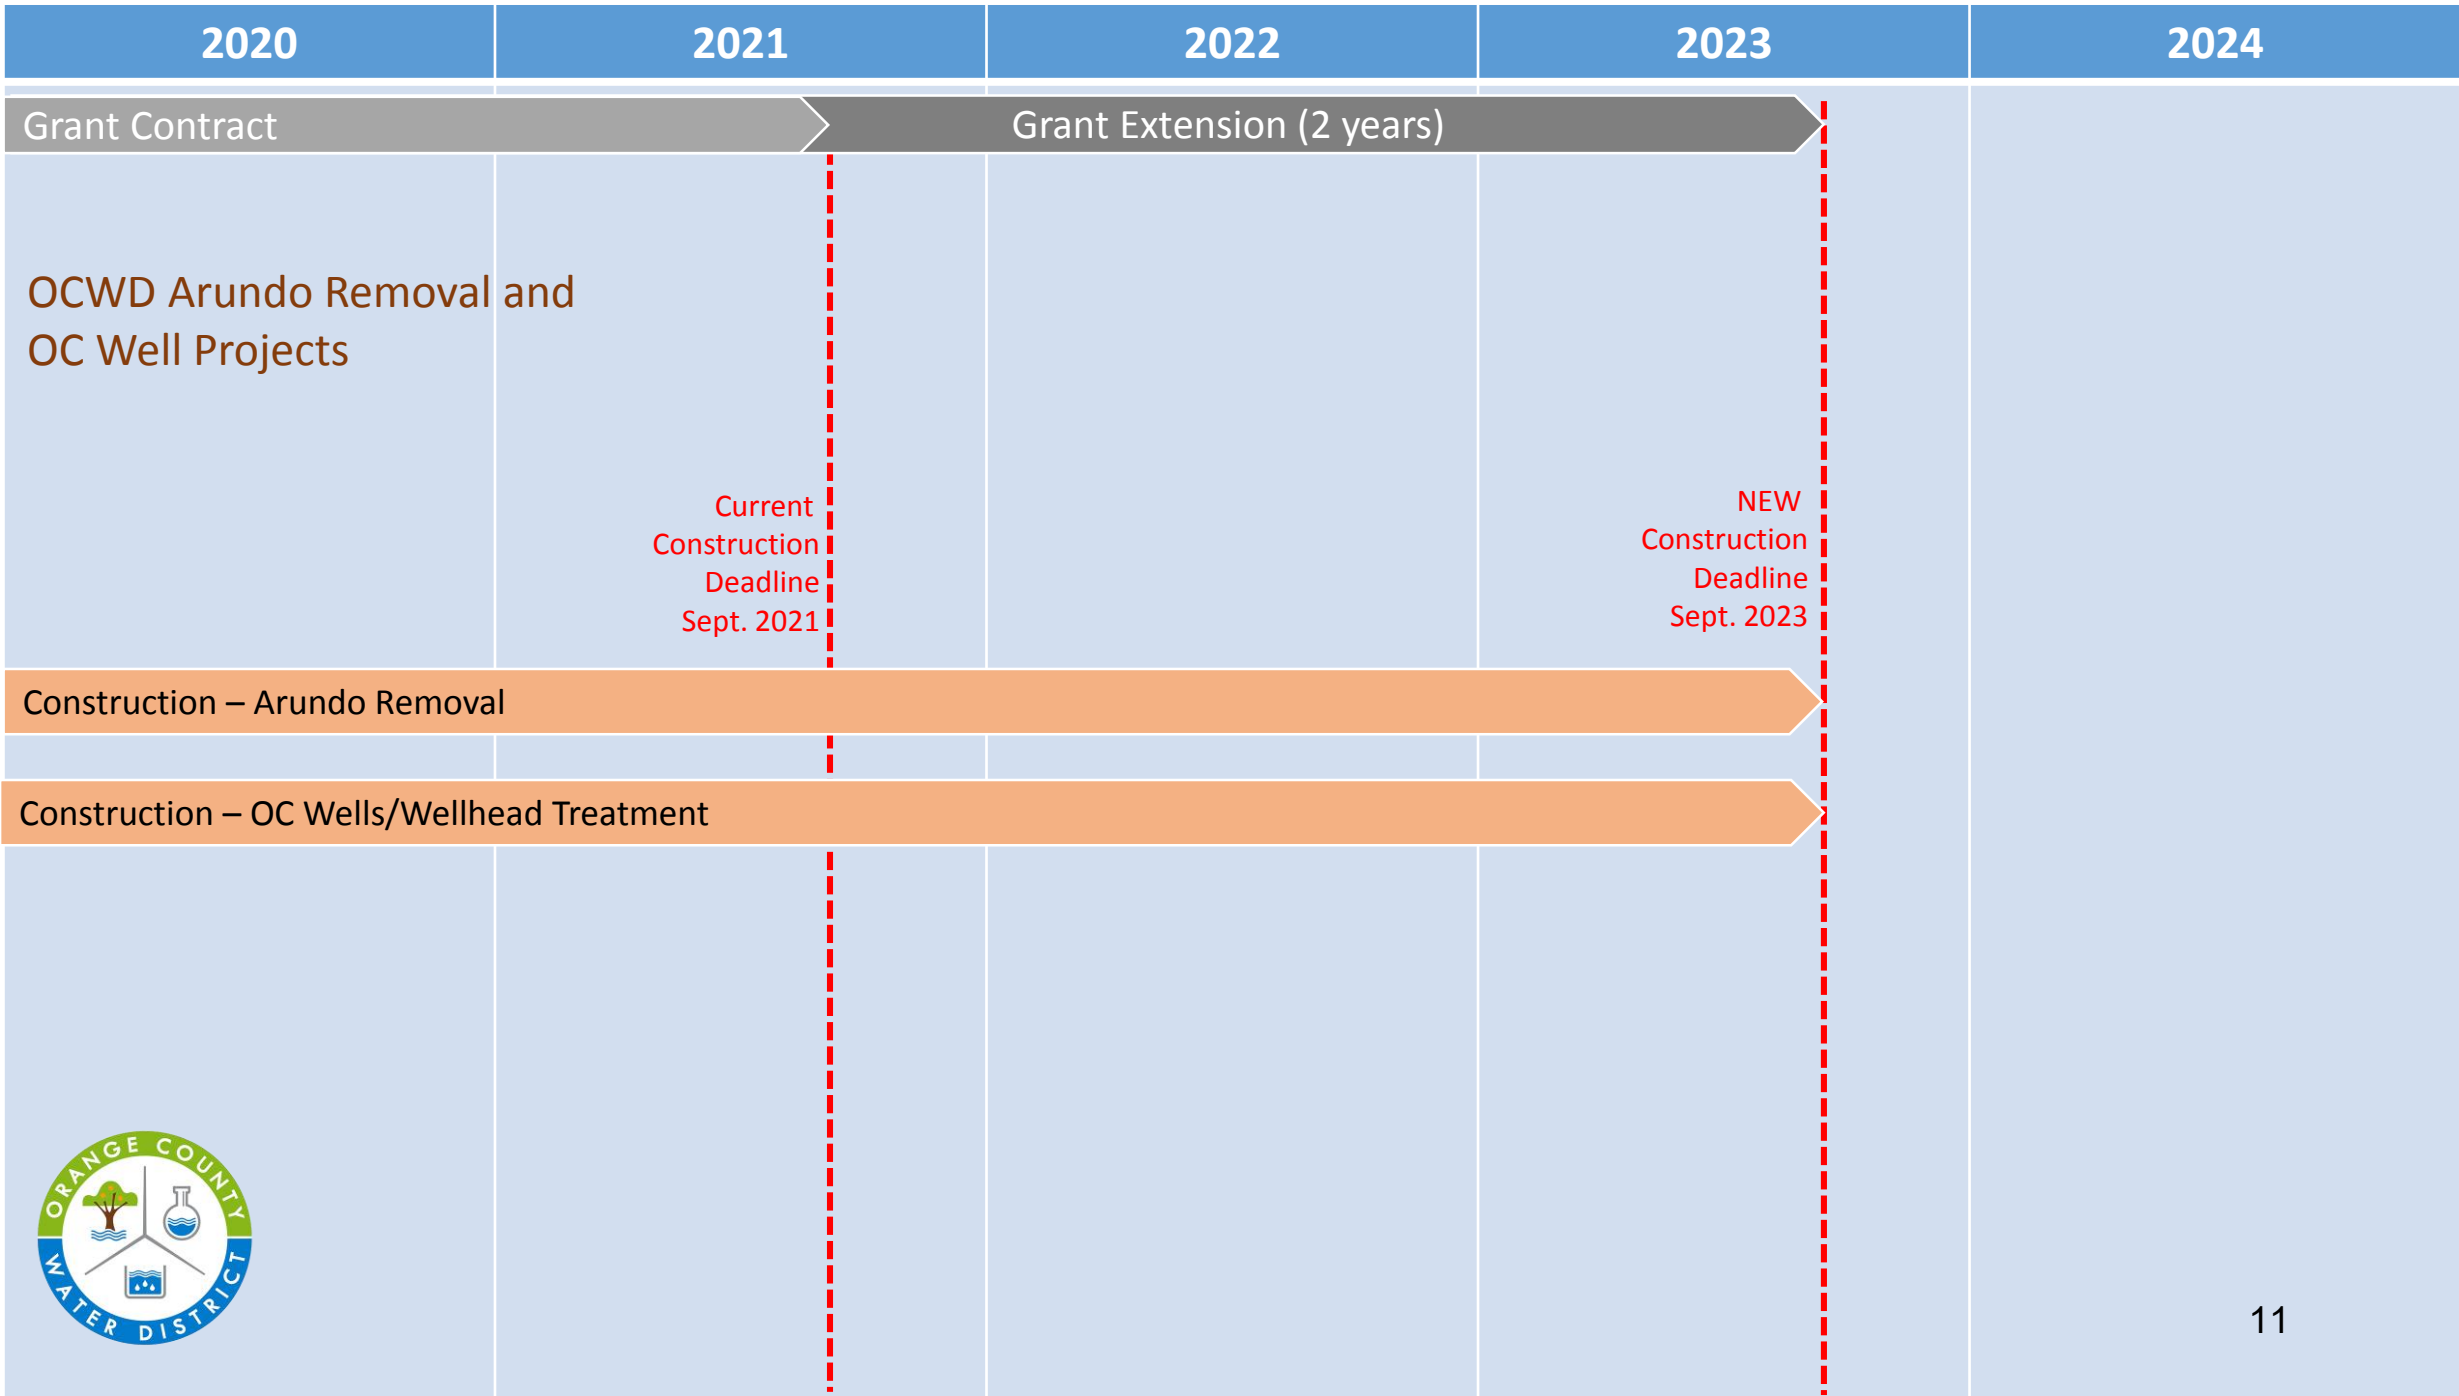 2020 2021 2022 2023 2024
Grant Contract
Grant Extension (2 years)
OCWD Arundo Removal and
OC Well Projects
Current
Construction
Deadline
Sept. 2021
NEW
Construction
Deadline
Sept. 2023
Construction – Arundo Removal
Construction – OC Wells/Wellhead Treatment
ORANGE COUNTY
WATER DISTRICT
11